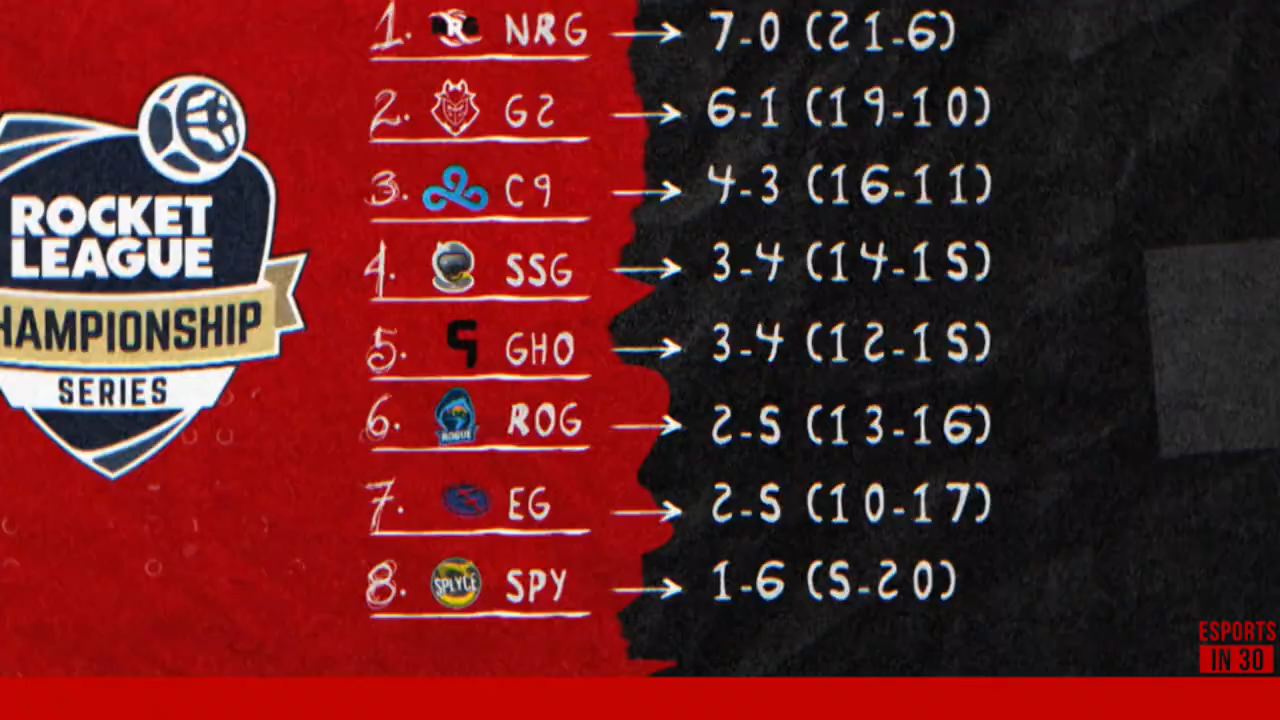 1. NRG → 7-0 (21-6)
2. G2 → 6-1 (19-10)
3. C9 → 4-3 (16-11)
4. SSG → 3-4 (14-15)
5. GHO → 3-4 (12-15)
6. ROGUE ROG → 2-5 (13-16)
7. EG → 2-5 (10-17)
8. SPLYCE SPY → 1-6 (5-20)
ROCKET
LEAGUE
HAMPIONSHIP
SERIES
ESPORTS
IN 30